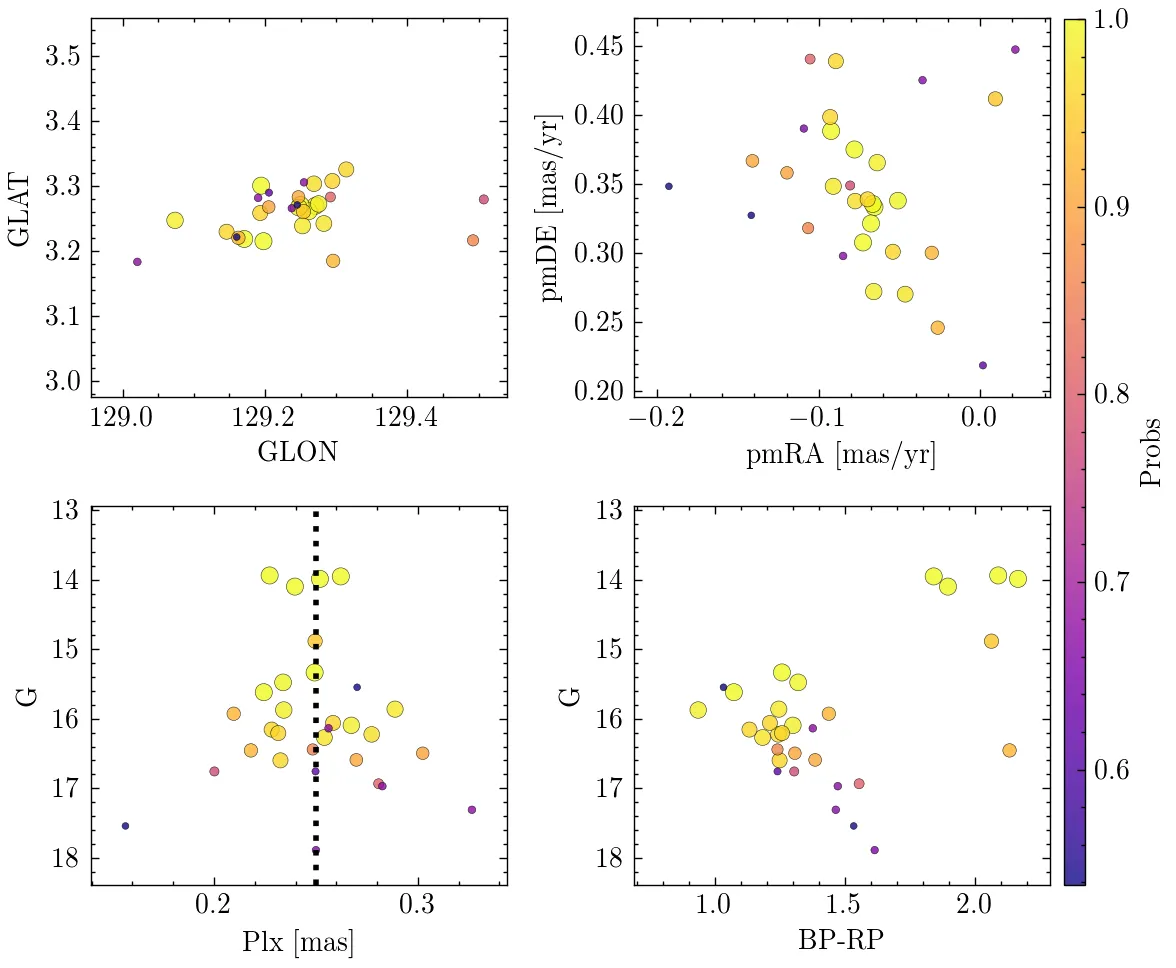 3.5
3.4
3.3
3.2
3.1
3.0
GLAT
129.0 129.2 129.4
GLON
0.45
0.40
0.35
0.30
0.25
0.20
pmDE [mas/yr]
−0.2 −0.1 0.0
pmRA [mas/yr]
13
14
15
16
17
18
G
0.2 0.3
Plx [mas]
13
14
15
16
17
18
G
1.0 1.5 2.0
BP-RP
1.0
0.9
0.8
0.7
0.6
Probs